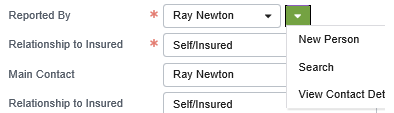 Reported By * Ray Newton
New Person
Relationship to Insured * Self/Insured
Search
Main Contact Ray Newton
View Contact Det
Relationship to Insured Self/Insured